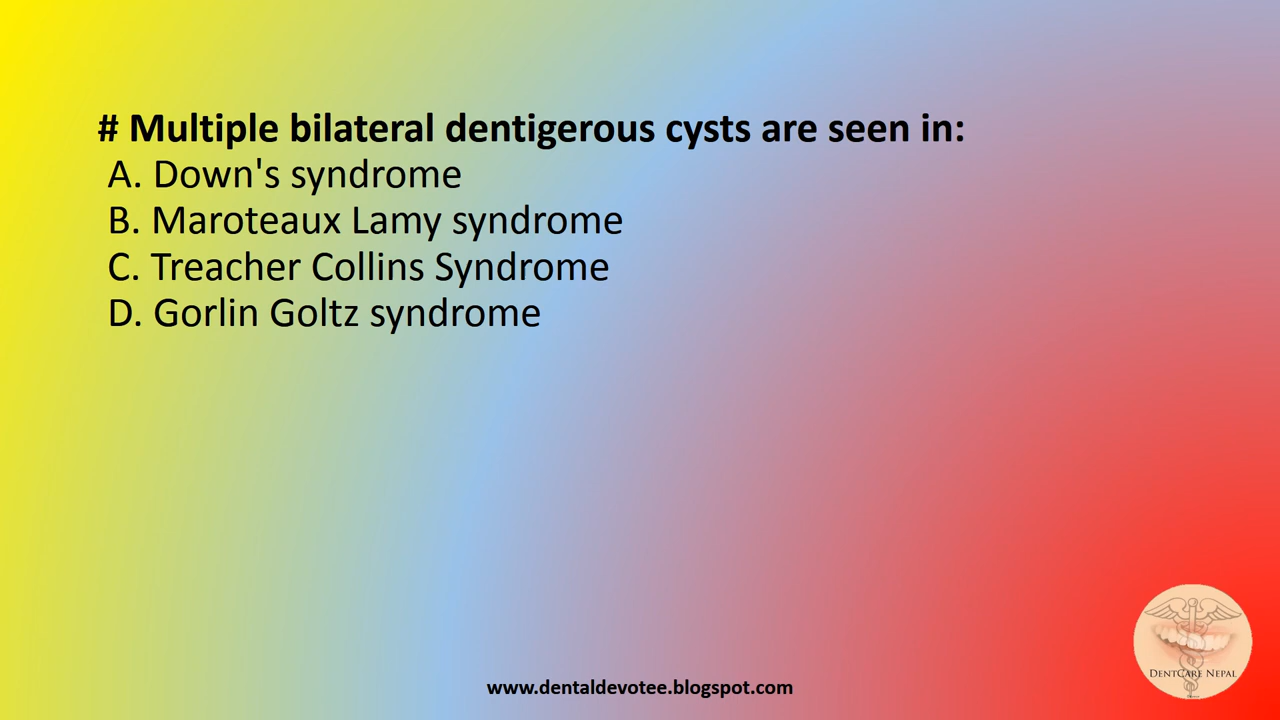 # Multiple bilateral dentigerous cysts are seen in:
A. Down's syndrome
B. Maroteaux Lamy syndrome
C. Treacher Collins Syndrome
D. Gorlin Goltz syndrome
DentCare Nepal
www.dentaldevotee.blogspot.com